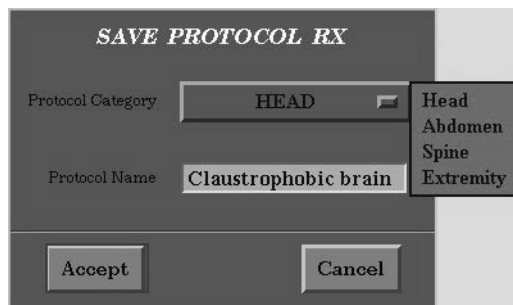 SAVE PROTOCOL RX
Protocol Category HEAD
Head
Abdomen
Spine
Extremity
Protocol Name Claustrophobic brain
Accept Cancel